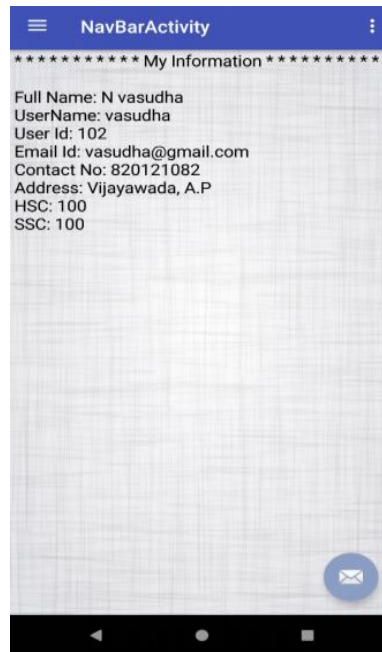 NavBarActivity
* * * * * * * * * * * My Information * * * * * * * * * *
Full Name: N vasudha
UserName: vasudha
User Id: 102
Email Id: vasudha@gmail.com
Contact No: 820121082
Address: Vijayawada, A.P
HSC: 100
SSC: 100